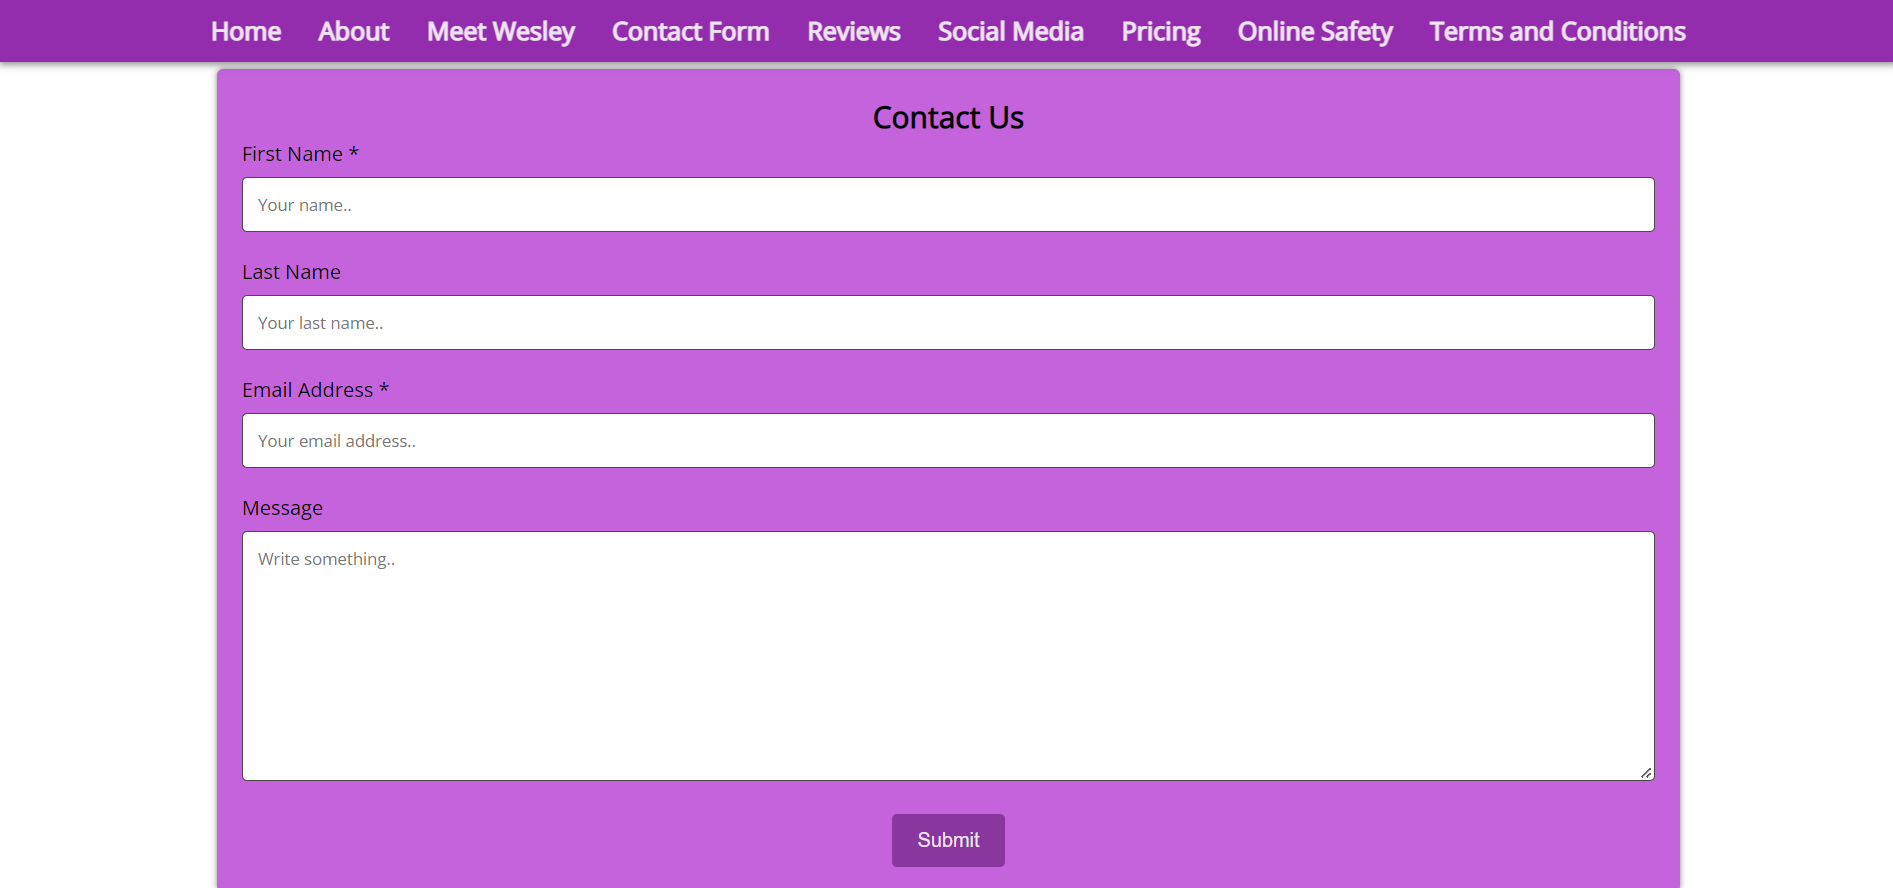 Home About Meet Wesley Contact Form Reviews Social Media Pricing Online Safety Terms and Conditions
Contact Us
First Name *
Your name..
Last Name
Your last name..
Email Address *
Your email address..
Message
Write something..
Submit